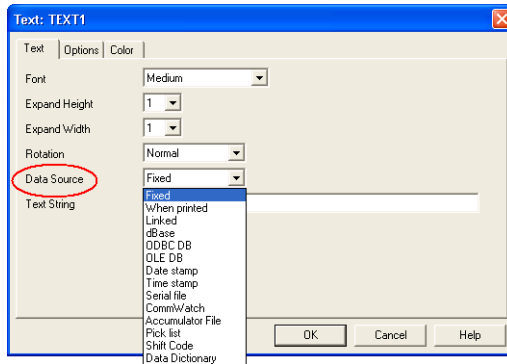 Text: TEXT1
Text Options Color
Font Medium
Expand Height 1
Expand Width 1
Rotation Normal
Data Source Fixed
Text String
Fixed
When printed
Linked
dBase
ODBC DB
OLE DB
Date stamp
Time stamp
Serial file
CommWatch
Accumulator File
Pick list
Shift Code
Data Dictionary
OK Cancel Help